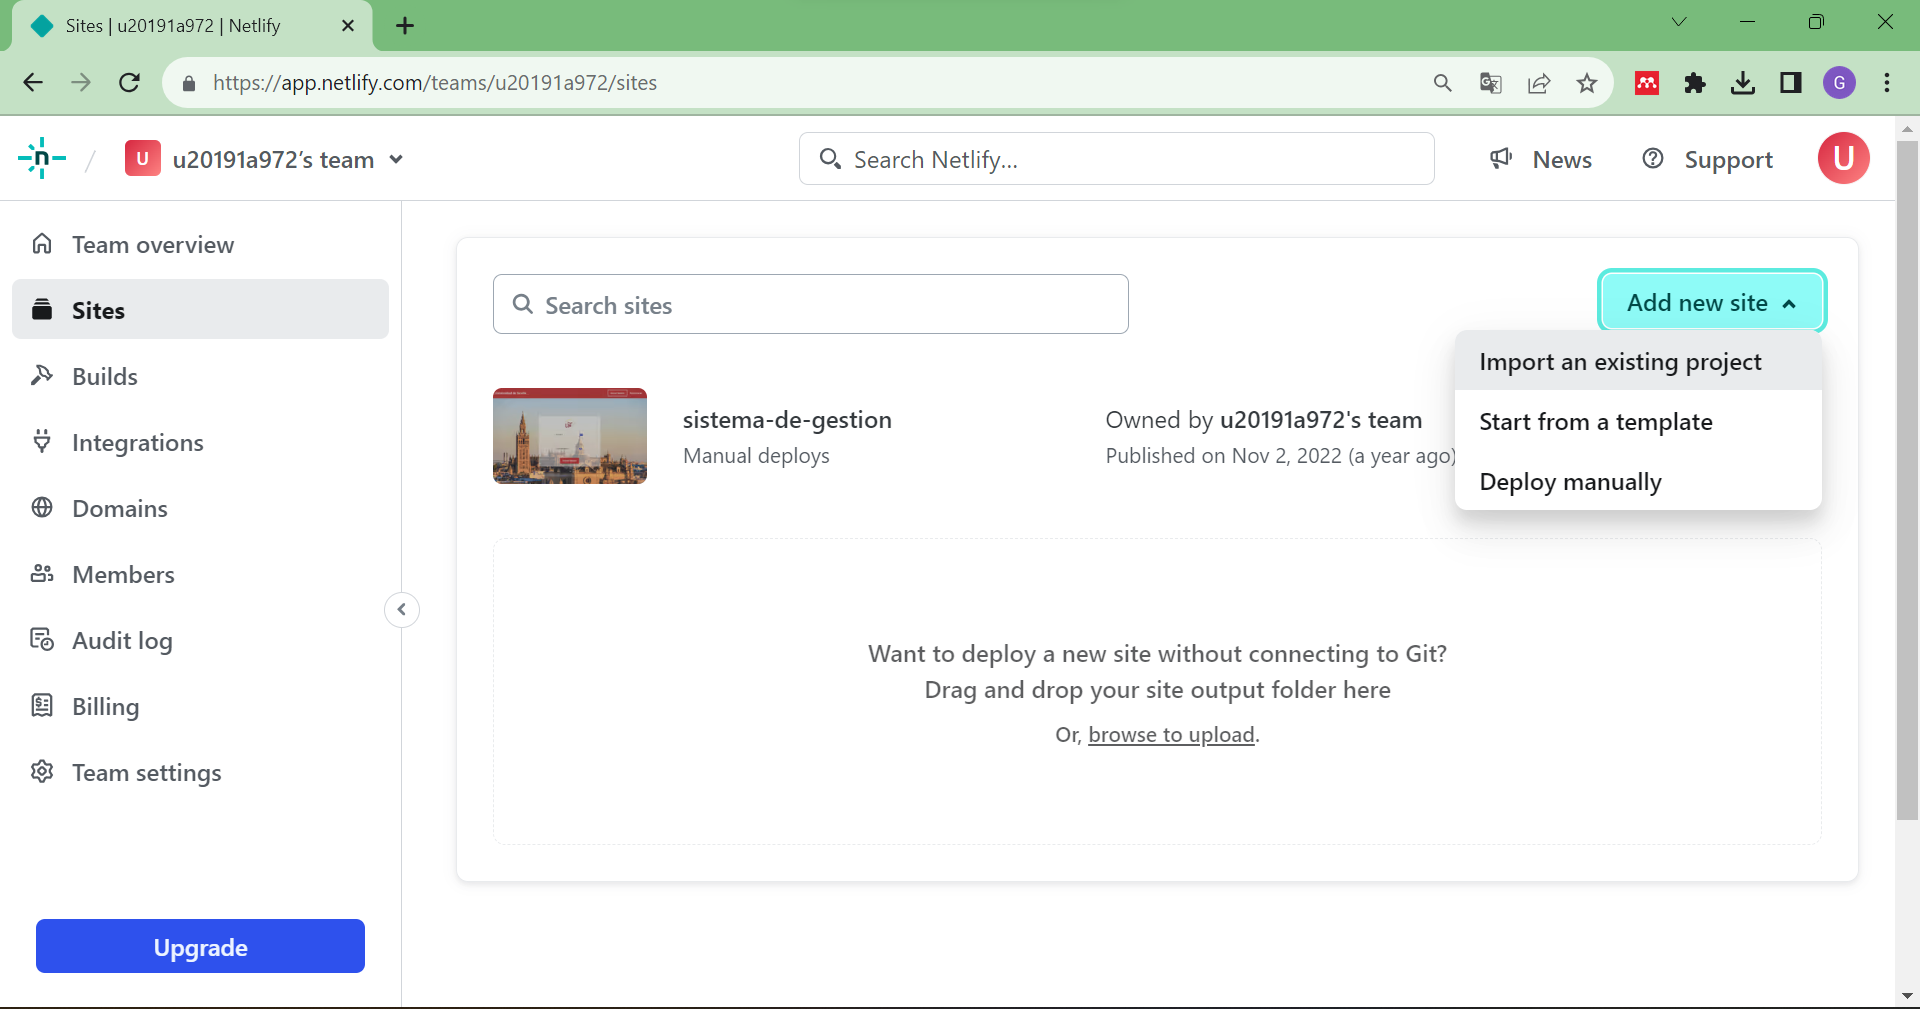 Sites | u20191a972 | Netlify
https://app.netlify.com/teams/u20191a972/sites
G
n / U u20191a972’s team
Search Netlify...
News
Support
U
Team overview
Sites
Builds
Integrations
Domains
Members
Audit log
Billing
Team settings
Upgrade
Search sites
Add new site
Import an existing project
Start from a template
Deploy manually
sistema-de-gestion
Manual deploys
Owned by u20191a972's team
Published on Nov 2, 2022 (a year ago)
Want to deploy a new site without connecting to Git?
Drag and drop your site output folder here
Or, browse to upload.